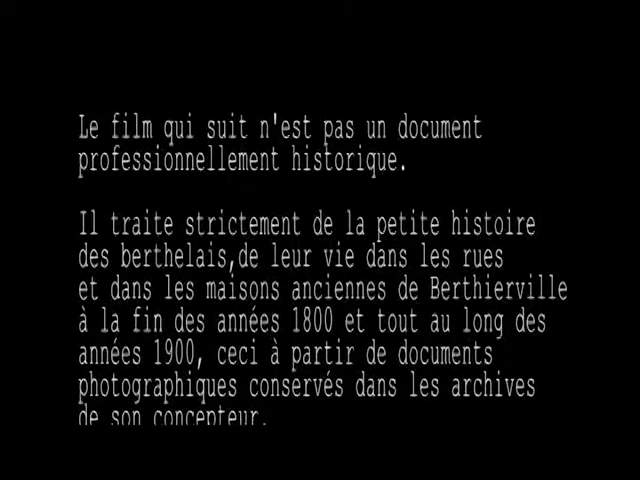 Le film qui suit n'est pas un document
professionnellement historique.
Il traite strictement de la petite histoire
des berthelais,de leur vie dans les rues
et dans les maisons anciennes de Berthierville
à la fin des années 1800 et tout au long des
années 1900, ceci à partir de documents
photographiques conservés dans les archives
de son concepteur.